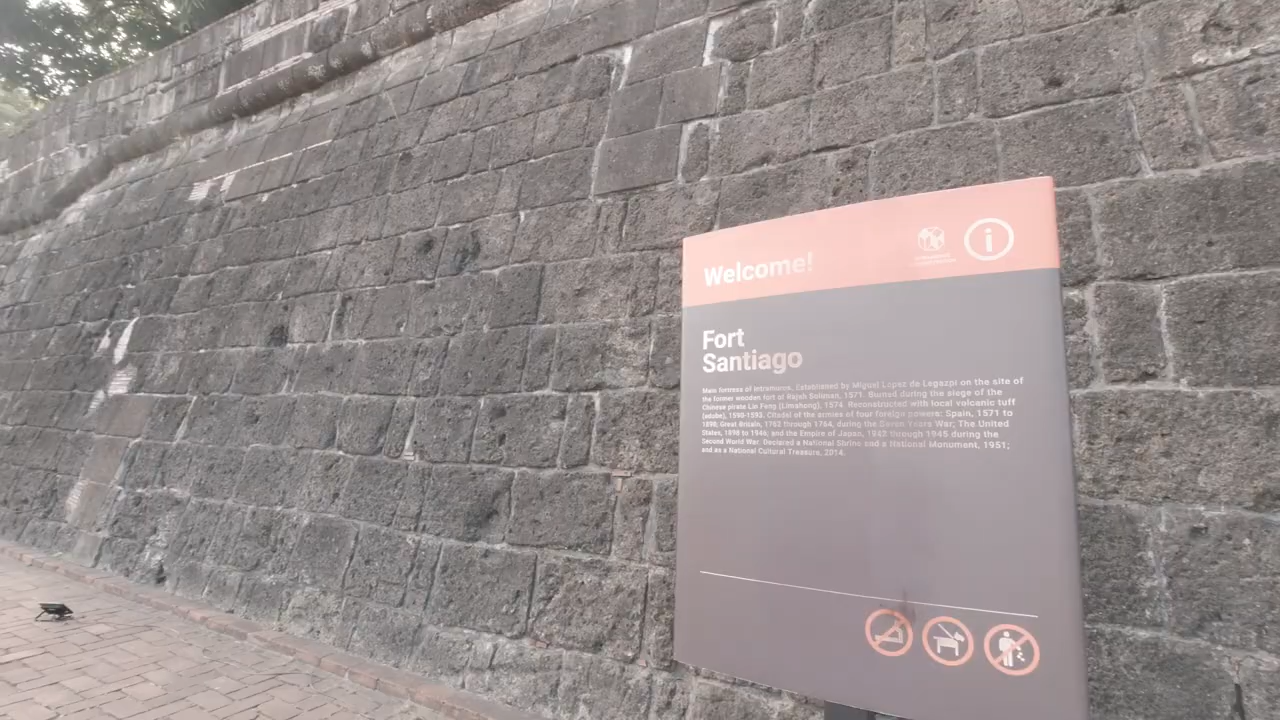 Welcome!
i
Fort
Santiago
Main fortress of Intramuros. Established by Miguel Lopez de Legazpi on the site of
the former wooden fort of Rajah Soliman, 1571. Burned during the siege of the
Chinese pirate Lin Feng (Limahong), 1574. Reconstructed with local volcanic tuff
(adobe), 1590-1593. Citadel of the armies of four foreign powers: Spain, 1571 to
1898; Great Britain, 1762 through 1764, during the Seven Years War; The United
States, 1898 to 1946; and the Empire of Japan, 1942 through 1945 during the
Second World War. Declared a National Shrine and a National Monument, 1951;
and as a National Cultural Treasure, 2014.